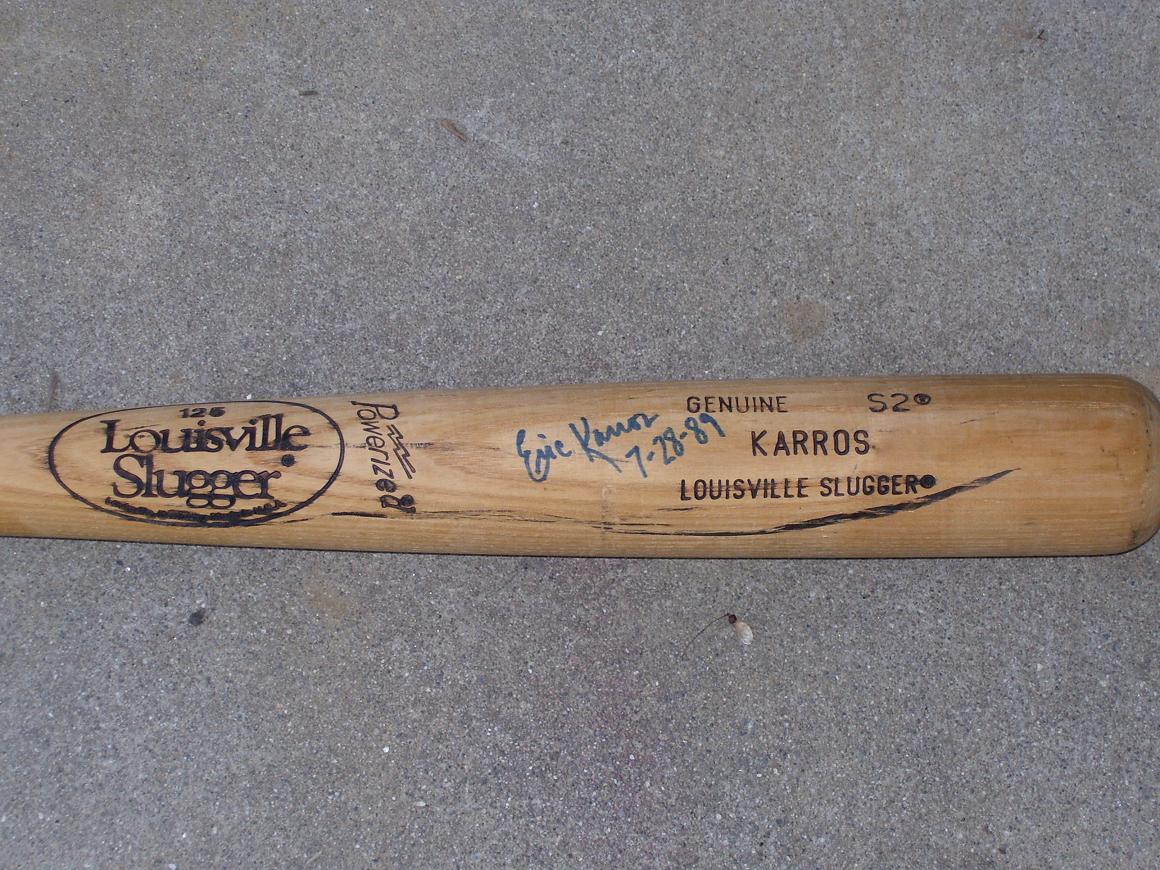 125
Louisville
Slugger®
Powerized
Eric Karros
7-28-89
GENUINE S2®
KARROS
LOUISVILLE SLUGGER®